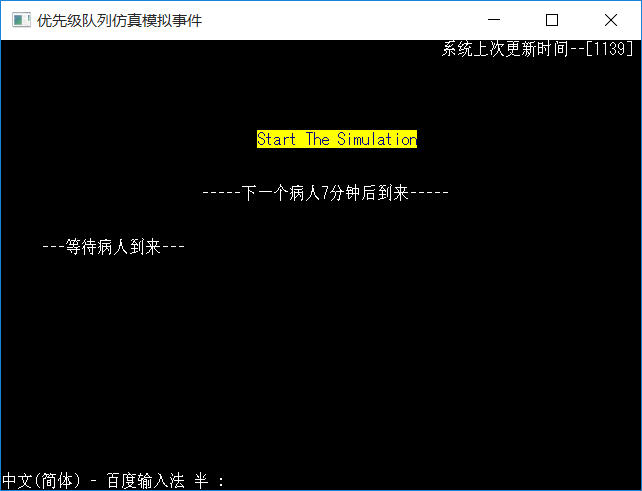 优先级队列仿真模拟事件
系统上次更新时间--[1139]
Start The Simulation
-----下一个病人7分钟后到来-----
---等待病人到来---
中文(简体) - 百度输入法 半 :